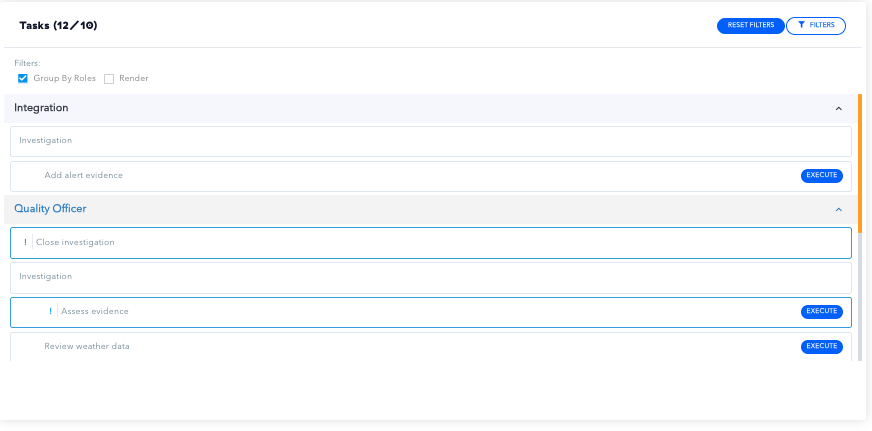 Tasks (12/10)
RESET FILTERS
FILTERS
Filters:
Group By Roles
Render
Integration
Investigation
Add alert evidence
EXECUTE
Quality Officer
! Close investigation
Investigation
! Assess evidence
EXECUTE
Review weather data
EXECUTE